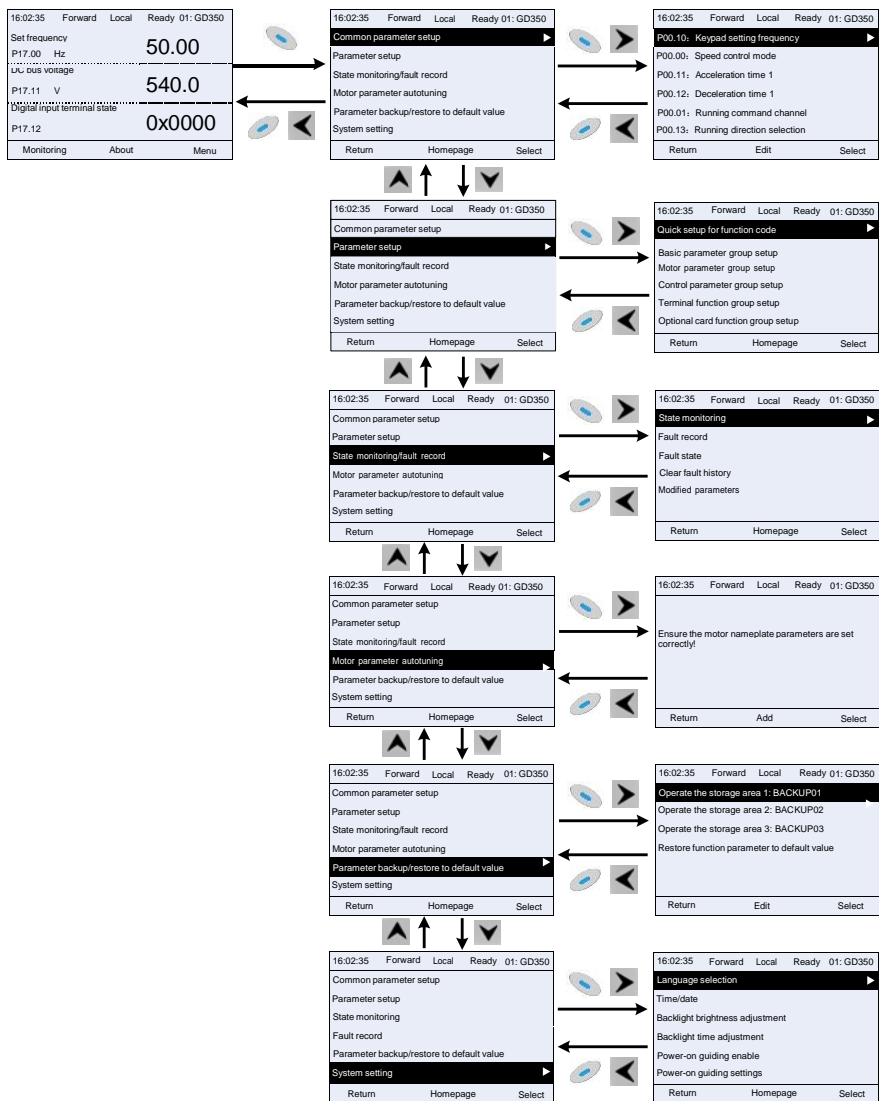 16:02:35 Forward Local Ready 01: GD350
Set frequency
P17.00 Hz 50.00
DC bus voltage
P17.11 V 540.0
Digital input terminal state
P17.12 0x0000
Monitoring About Menu
16:02:35 Forward Local Ready 01: GD350
Common parameter setup
Parameter setup
State monitoring/fault record
Motor parameter autotuning
Parameter backup/restore to default value
System setting
Return Homepage Select
16:02:35 Forward Local Ready 01: GD350
P00.10: Keypad setting frequency
P00.00: Speed control mode
P00.11: Acceleration time 1
P00.12: Deceleration time 1
P00.01: Running command channel
P00.13: Running direction selection
Return Edit Select
16:02:35 Forward Local Ready 01: GD350
Common parameter setup
Parameter setup
State monitoring/fault record
Motor parameter autotuning
Parameter backup/restore to default value
System setting
Return Homepage Select
16:02:35 Forward Local Ready 01: GD350
Quick setup for function code
Basic parameter group setup
Motor parameter group setup
Control parameter group setup
Terminal function group setup
Optional card function group setup
Return Homepage Select
16:02:35 Forward Local Ready 01: GD350
Common parameter setup
Parameter setup
State monitoring/fault record
Motor parameter autotuning
Parameter backup/restore to default value
System setting
Return Homepage Select
16:02:35 Forward Local Ready 01: GD350
State monitoring
Fault record
Fault state
Clear fault history
Modified parameters
Return Homepage Select
16:02:35 Forward Local Ready 01: GD350
Common parameter setup
Parameter setup
State monitoring/fault record
Motor parameter autotuning
Parameter backup/restore to default value
System setting
Return Homepage Select
16:02:35 Forward Local Ready 01: GD350
Ensure the motor nameplate parameters are set
correctly!
Return Add Select
16:02:35 Forward Local Ready 01: GD350
Common parameter setup
Parameter setup
State monitoring/fault record
Motor parameter autotuning
Parameter backup/restore to default value
System setting
Return Homepage Select
16:02:35 Forward Local Ready 01: GD350
Operate the storage area 1: BACKUP01
Operate the storage area 2: BACKUP02
Operate the storage area 3: BACKUP03
Restore function parameter to default value
Return Edit Select
16:02:35 Forward Local Ready 01: GD350
Common parameter setup
Parameter setup
State monitoring
Fault record
Parameter backup/restore to default value
System setting
Return Homepage Select
16:02:35 Forward Local Ready 01: GD350
Language selection
Time/date
Backlight brightness adjustment
Backlight time adjustment
Power-on guiding enable
Power-on guiding settings
Return Homepage Select